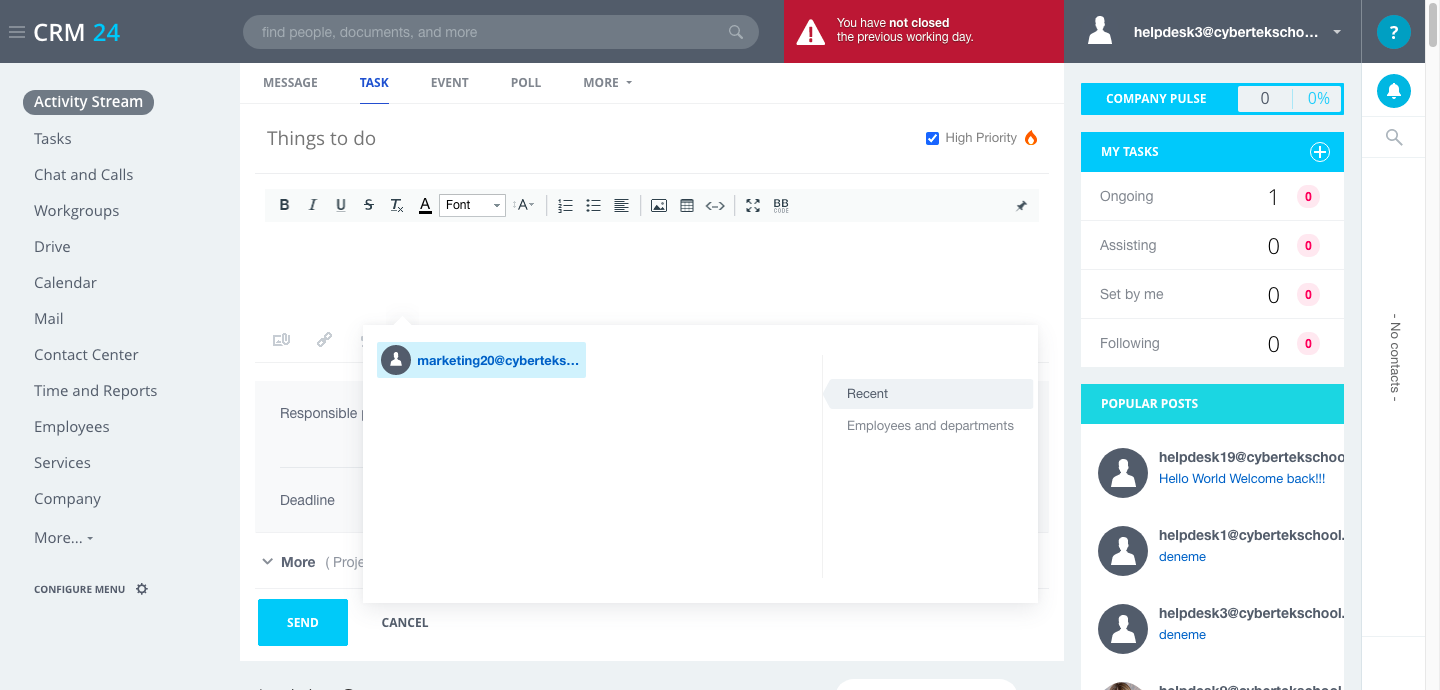 CRM 24
find people, documents, and more
You have not closed
the previous working day.
helpdesk3@cybertekscho...
?
Activity Stream
Tasks
Chat and Calls
Workgroups
Drive
Calendar
Mail
Contact Center
Time and Reports
Employees
Services
Company
More...
CONFIGURE MENU
MESSAGE
TASK
EVENT
POLL
MORE
Things to do
High Priority
B I U S Tx A Font A BB CODE
marketing20@cyberteks...
Recent
Employees and departments
Responsible
Deadline
More ( Proje
SEND
CANCEL
COMPANY PULSE 0 0%
MY TASKS
Ongoing 1 0
Assisting 0 0
Set by me 0 0
Following 0 0
POPULAR POSTS
helpdesk19@cybertekschoo
Hello World Welcome back!!!
helpdesk1@cybertekschool.
deneme
helpdesk3@cybertekschool.
deneme
- No contacts -